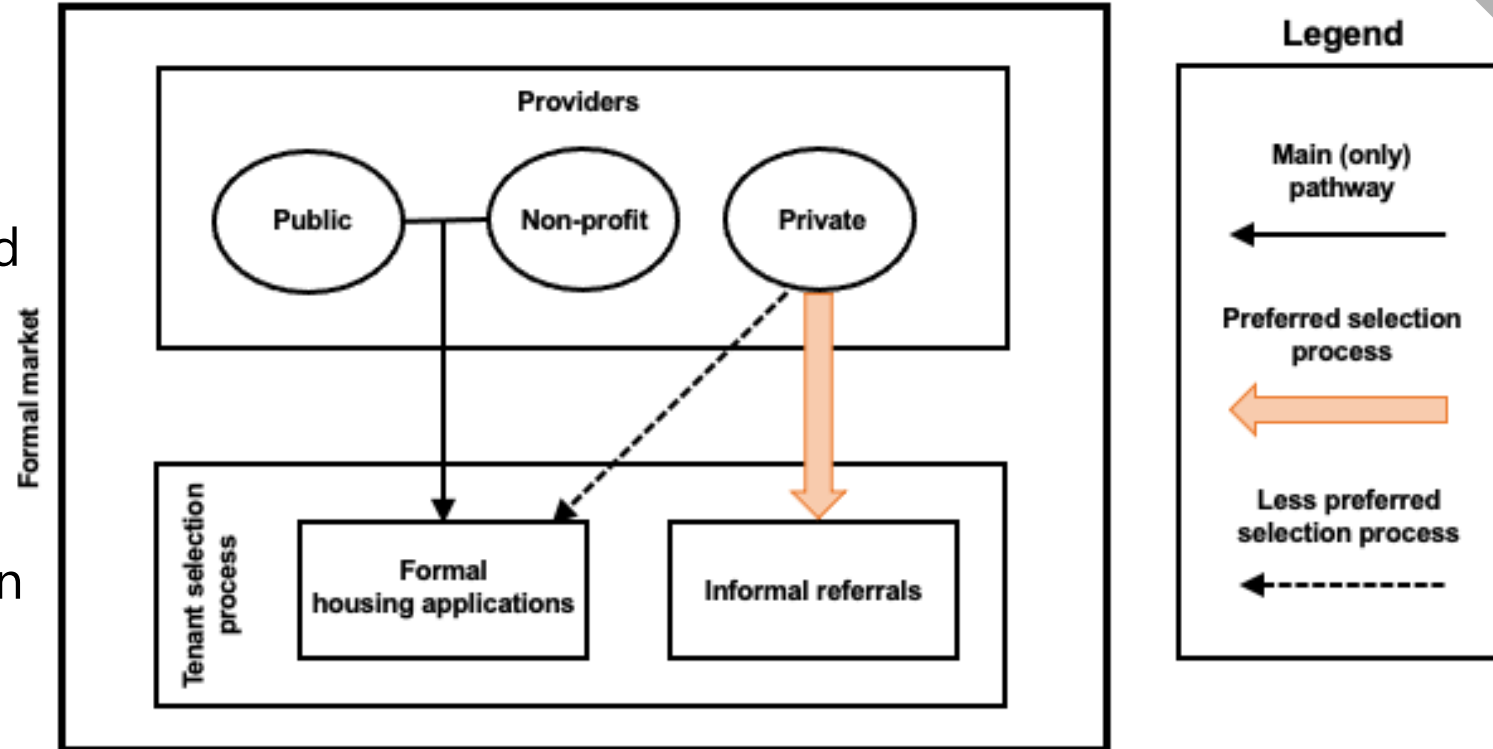 Legend
Providers
Public
Non-profit
Private
Main (only)
pathway
d
Formal market
Preferred selection
process
Less preferred
selection process
n
Tenant selection
process
Formal
housing applications
Informal referrals